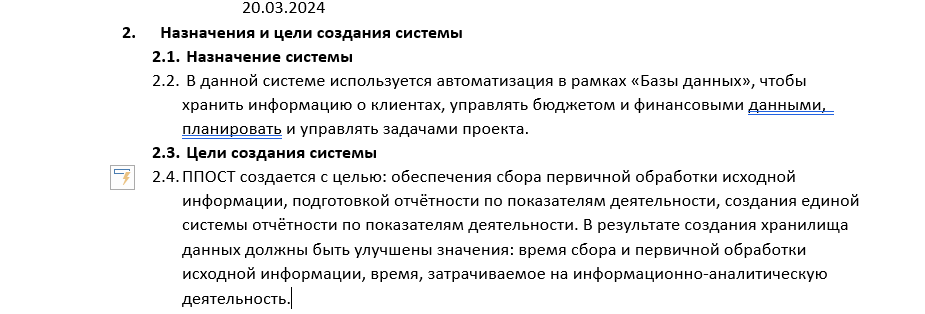 20.03.2024
2. Назначения и цели создания системы
2.1. Назначение системы
2.2. В данной системе используется автоматизация в рамках «Базы данных», чтобы
хранить информацию о клиентах, управлять бюджетом и финансовыми данными,
планировать и управлять задачами проекта.
2.3. Цели создания системы
2.4. ППОСТ создается с целью: обеспечения сбора первичной обработки исходной
информации, подготовкой отчётности по показателям деятельности, создания единой
системы отчётности по показателям деятельности. В результате создания хранилища
данных должны быть улучшены значения: время сбора и первичной обработки
исходной информации, время, затрачиваемое на информационно-аналитическую
деятельность.